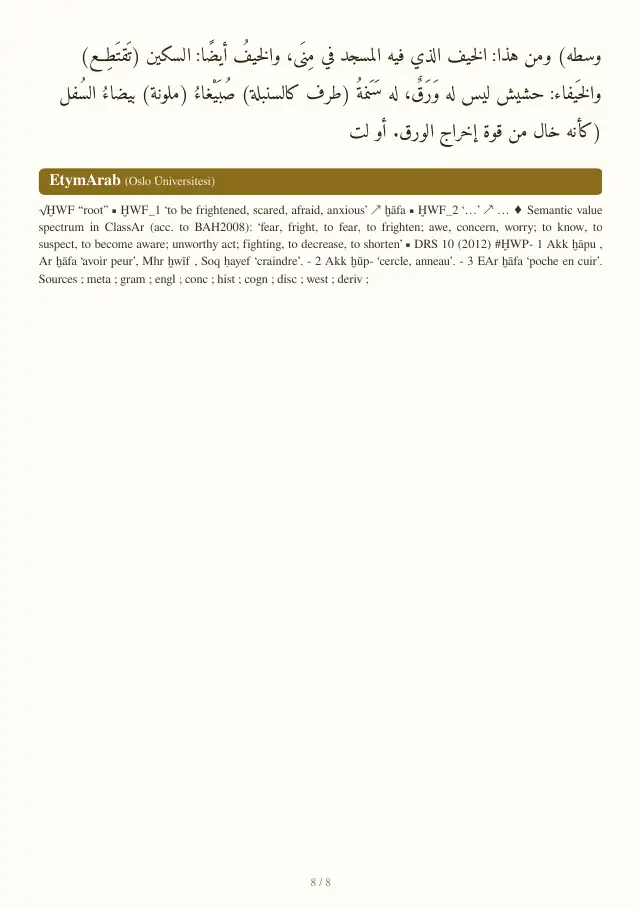 وسطه) ومن هذا: الخيف الذي فيه المسجد في مِنَى، والخيفُ أيضًا: السكين (تَقتَطِـع)
والخَيفاء: حشيش ليس له وَرَقٌ، له سَنَمةُ (طرف كالسنبلة) صُبَيْغاءُ (ملونة) بيضاءُ السُفل
(كأنه خال من قوة إخراج الورق. أو لت
EtymArab (Oslo Üniversitesi)
√ḪWF “root” ▪ ḪWF_1 ‘to be frightened, scared, afraid, anxious’ ↗ ḫāfa ▪ ḪWF_2 ‘…’ ↗ … ♦ Semantic value
spectrum in ClassAr (acc. to BAH2008): ‘fear, fright, to fear, to frighten; awe, concern, worry; to know, to
suspect, to become aware; unworthy act; fighting, to decrease, to shorten’ ▪ DRS 10 (2012) #ḪWP- 1 Akk ḫāpu ,
Ar ḫāfa ‘avoir peur’, Mhr ḫwīf , Soq ḥayef ‘craindre’. - 2 Akk ḫūp- ‘cercle, anneau’. - 3 EAr ḫāfa ‘poche en cuir’.
Sources ; meta ; gram ; engl ; conc ; hist ; cogn ; disc ; west ; deriv ;
8 / 8